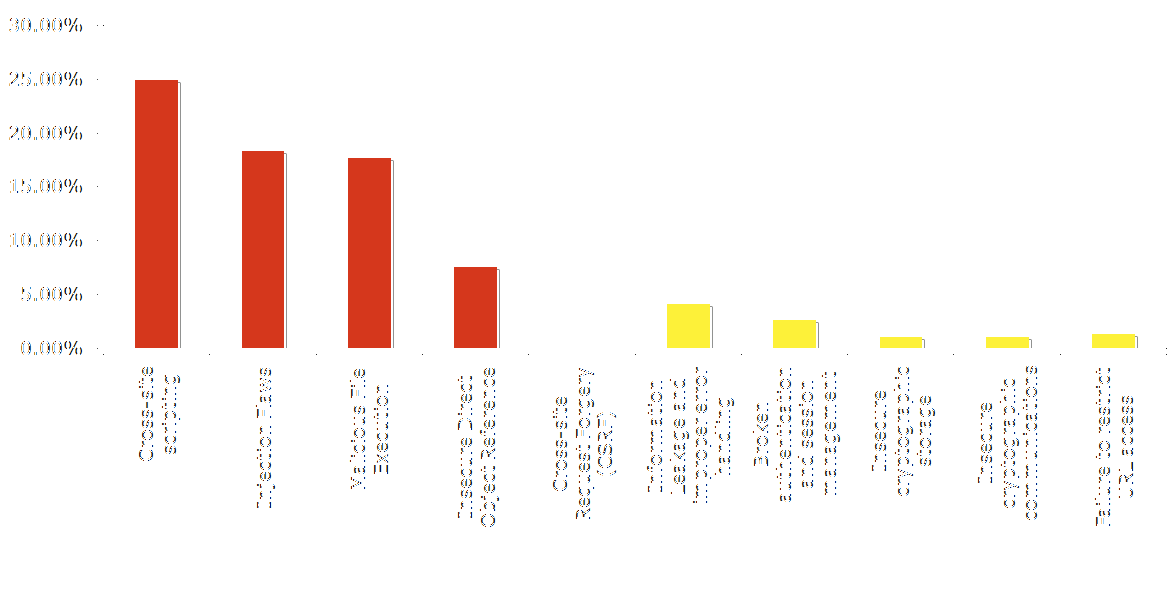 30.00%
25.00%
20.00%
15.00%
10.00%
5.00%
0.00%
Cross-site
scripting
Injection Flaws
Malicious File
Execution
Insecure Direct
Object Reference
Cross-site
Request Forgery
(CSRF)
Information
Leakage and
improper error
handling
Broken
authentication
and session
management
Insecure
cryptographic
storage
Insecure
cryptographic
communications
Failure to restrict
URL access